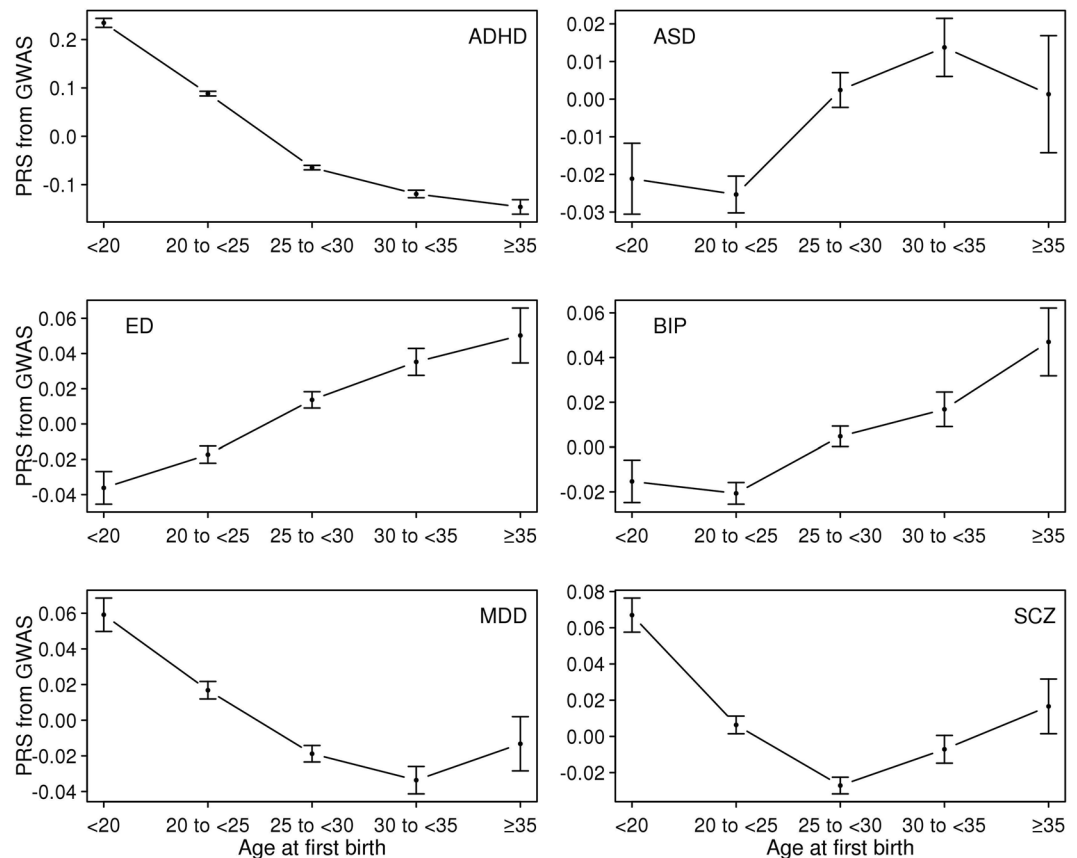 PRS from GWAS
ADHD
0.2
0.1
0.0
-0.1
<20 20 to <25 25 to <30 30 to <35 ≥35
ASD
0.02
0.01
0.00
-0.01
-0.02
-0.03
<20 20 to <25 25 to <30 30 to <35 ≥35
PRS from GWAS
ED
0.06
0.04
0.02
0.00
-0.02
-0.04
<20 20 to <25 25 to <30 30 to <35 ≥35
BIP
0.06
0.04
0.02
0.00
-0.02
<20 20 to <25 25 to <30 30 to <35 ≥35
PRS from GWAS
MDD
0.06
0.04
0.02
0.00
-0.02
-0.04
<20 20 to <25 25 to <30 30 to <35 ≥35
Age at first birth
SCZ
0.08
0.06
0.04
0.02
0.00
-0.02
<20 20 to <25 25 to <30 30 to <35 ≥35
Age at first birth